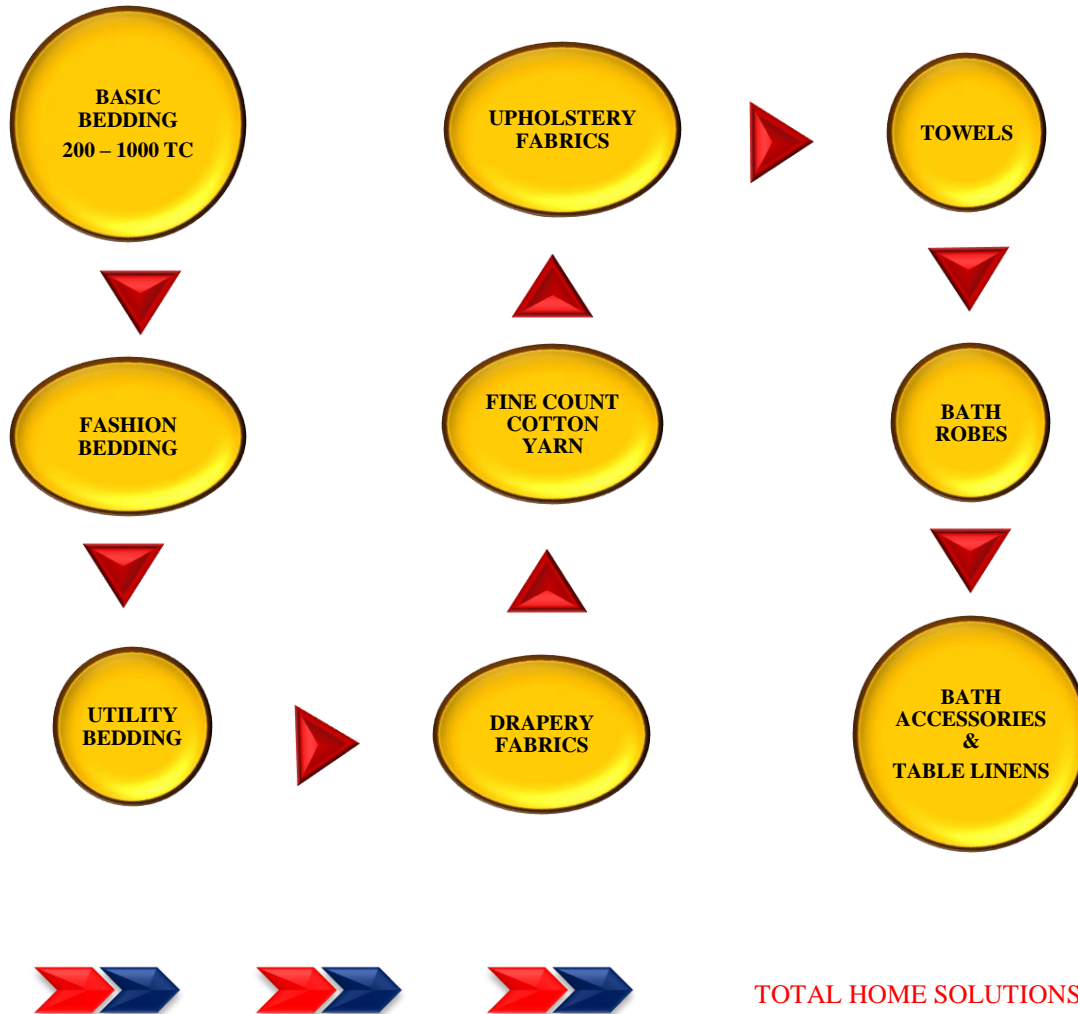 BASIC
BEDDING
200 – 1000 TC
FASHION
BEDDING
UTILITY
BEDDING
DRAPERY
FABRICS
FINE COUNT
COTTON
YARN
UPHOLSTERY
FABRICS
TOWELS
BATH
ROBES
BATH
ACCESSORIES
&
TABLE LINENS
TOTAL HOME SOLUTIONS